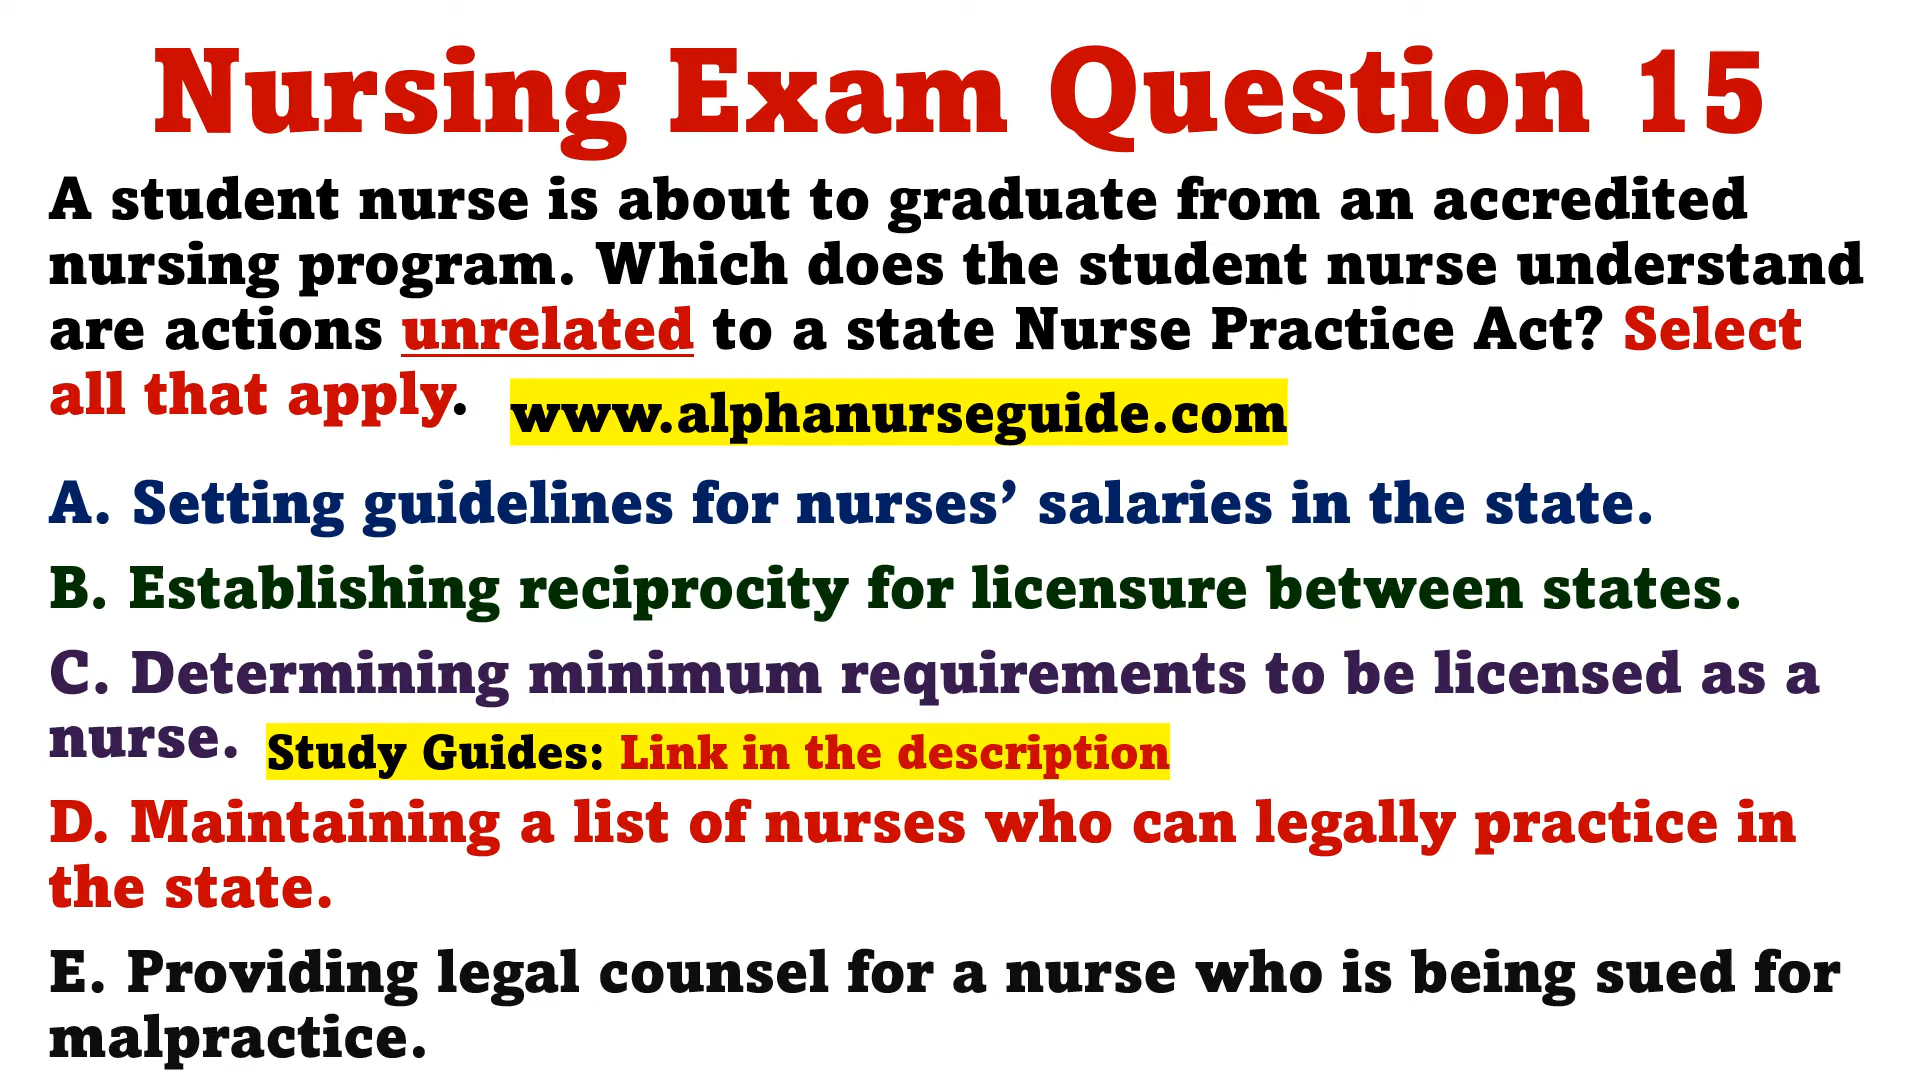 Nursing Exam Question 15
A student nurse is about to graduate from an accredited
nursing program. Which does the student nurse understand
are actions unrelated to a state Nurse Practice Act? Select
all that apply.
www.alphanurseguide.com
A. Setting guidelines for nurses’ salaries in the state.
B. Establishing reciprocity for licensure between states.
C. Determining minimum requirements to be licensed as a
nurse.
Study Guides: Link in the description
D. Maintaining a list of nurses who can legally practice in
the state.
E. Providing legal counsel for a nurse who is being sued for
malpractice.